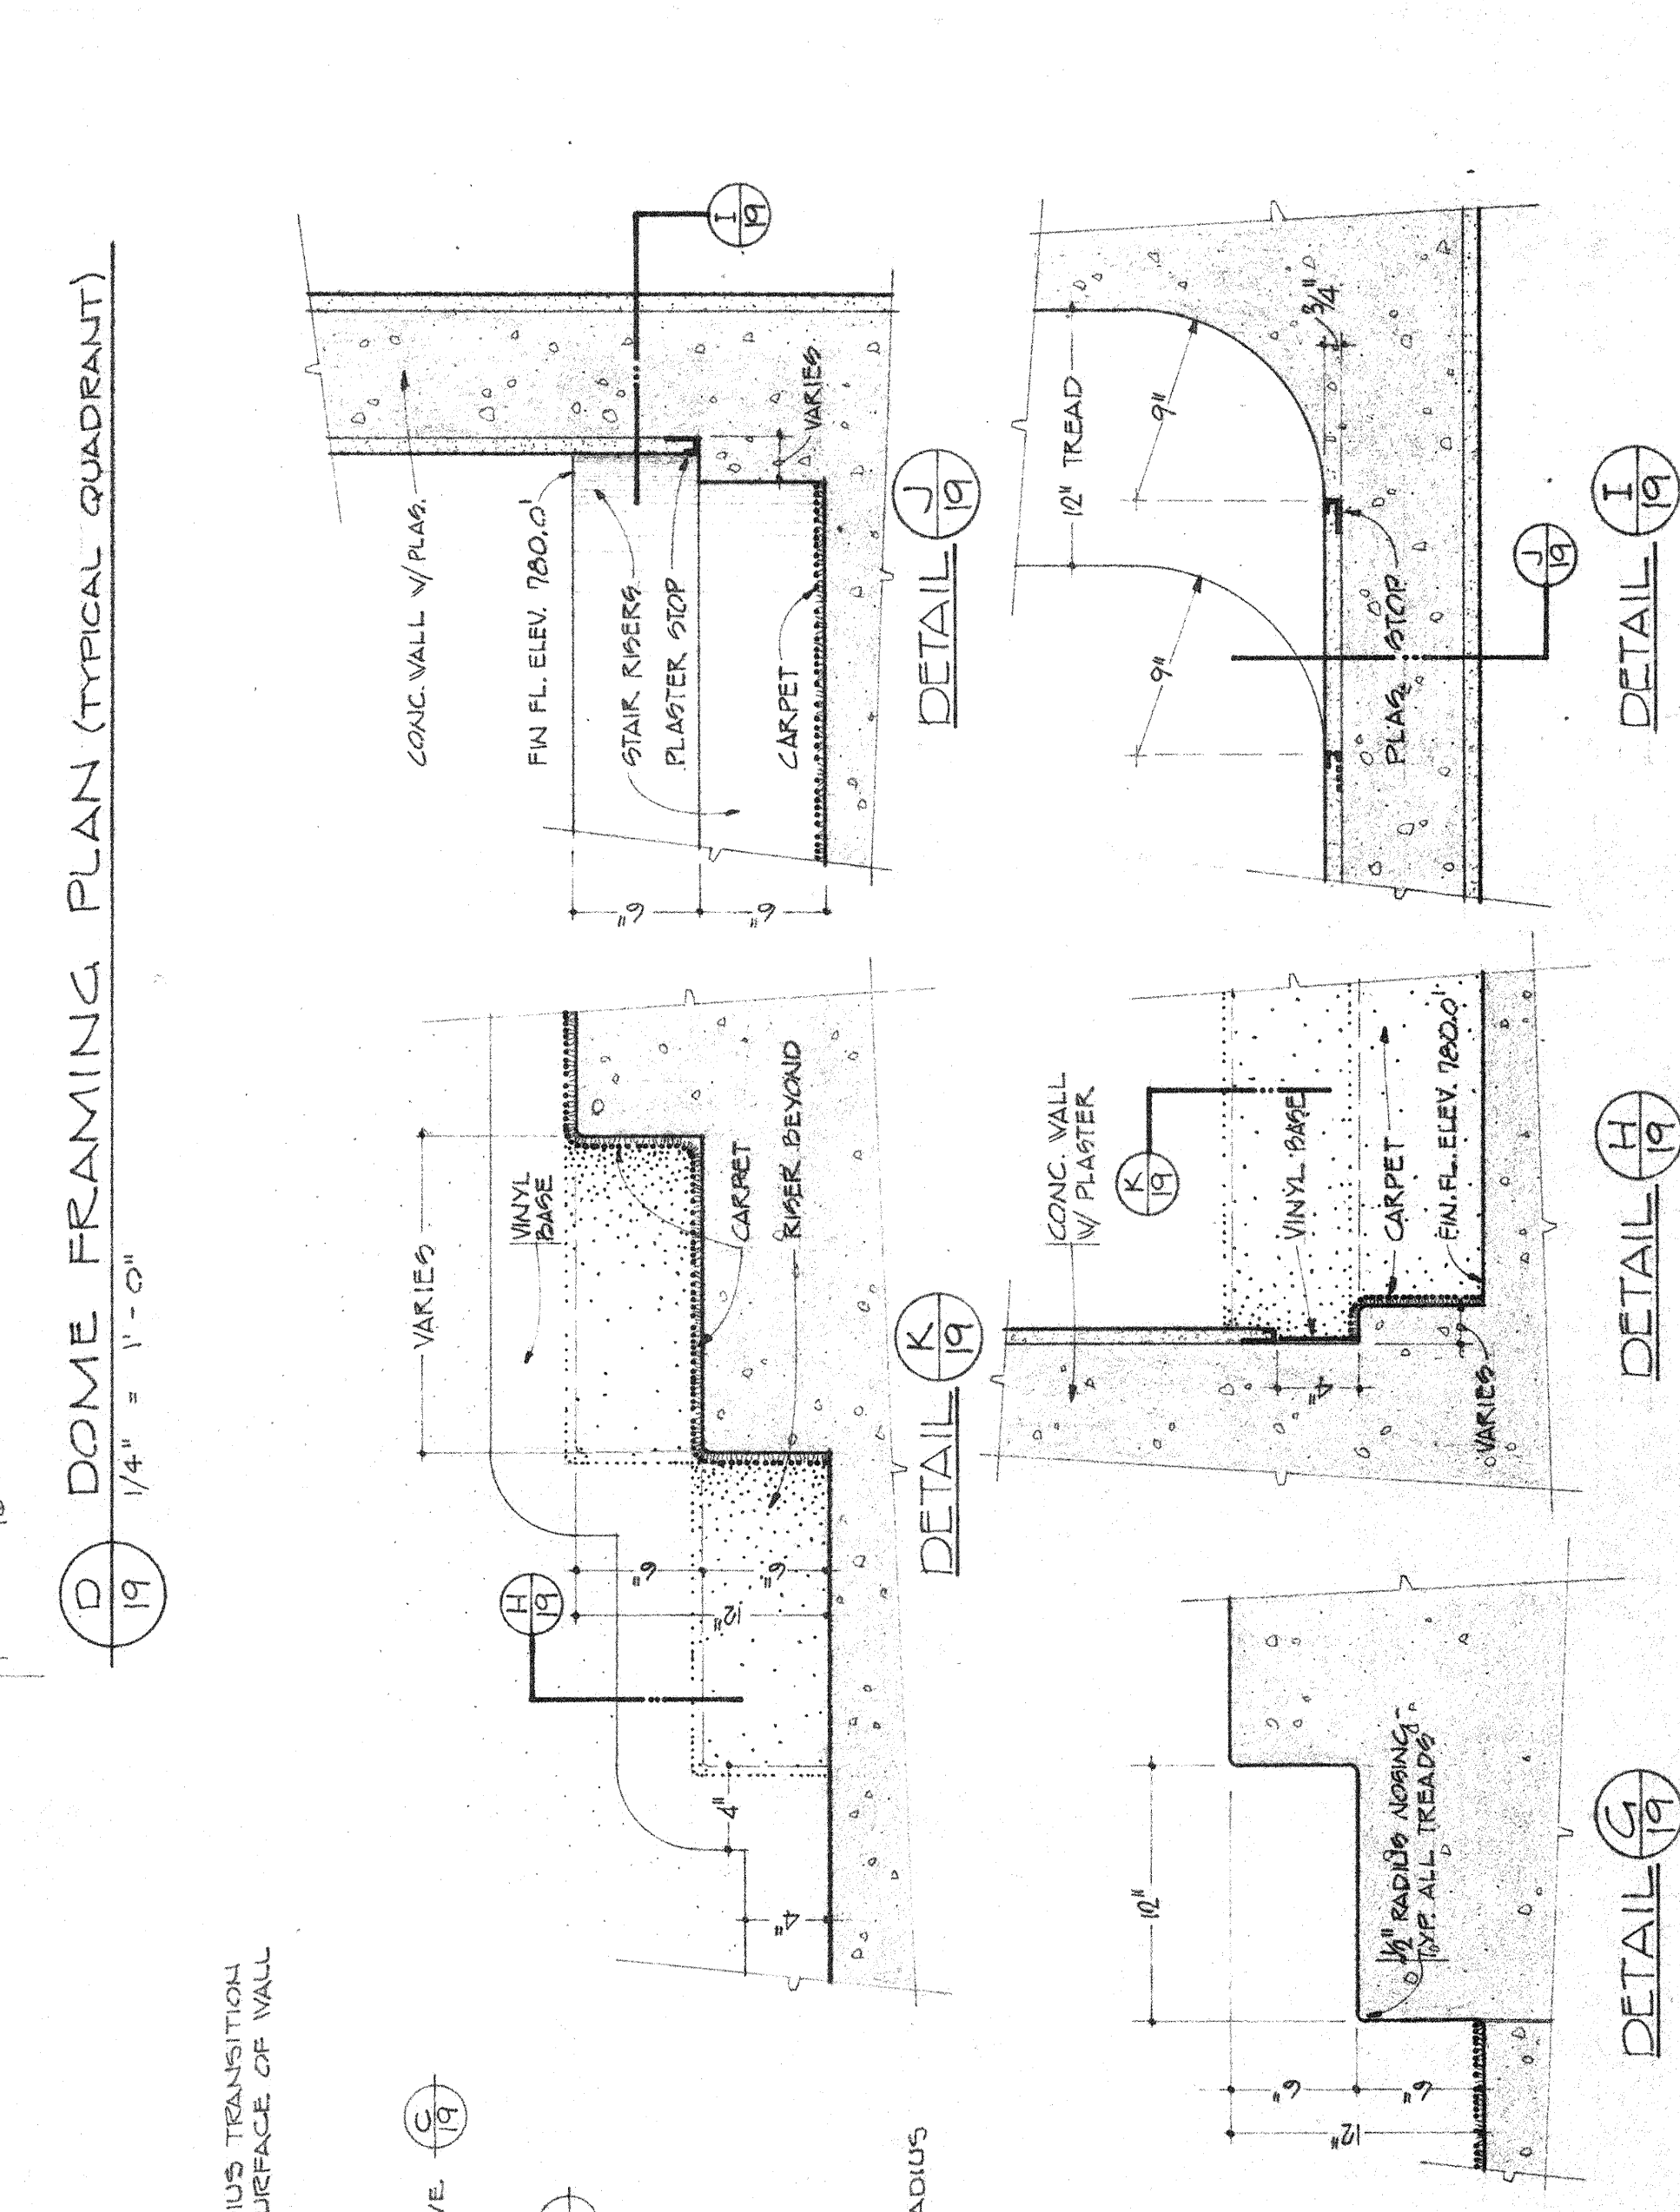 D
19
DOME FRAMING PLAN (TYPICAL QUADRANT)
1/4" = 1'-0"
TRANSITION
OF WALL
C
19
H
19
VARIES
VINYL
BASE
6"
6"
12"
4"
4"
CARPET
RISER BEYOND
DETAIL
K
19
CONC. WALL W/ PLAS.
FIN FL. ELEV. 780.0'
STAIR RISERS
PLASTER STOP
CARPET
VARIES
6"
6"
I
19
DETAIL
J
19
12"
6"
6"
12"
1/2" RADIUS NOSING
TYP. ALL TREADS
DETAIL
G
19
CONC. WALL
W/ PLASTER
K
19
VINYL BASE
CARPET
FIN. FL. ELEV. 780.0'
4"
VARIES
DETAIL
H
19
12" TREAD
9"
9"
3/4"
PLAS. STOP
J
19
DETAIL
I
19